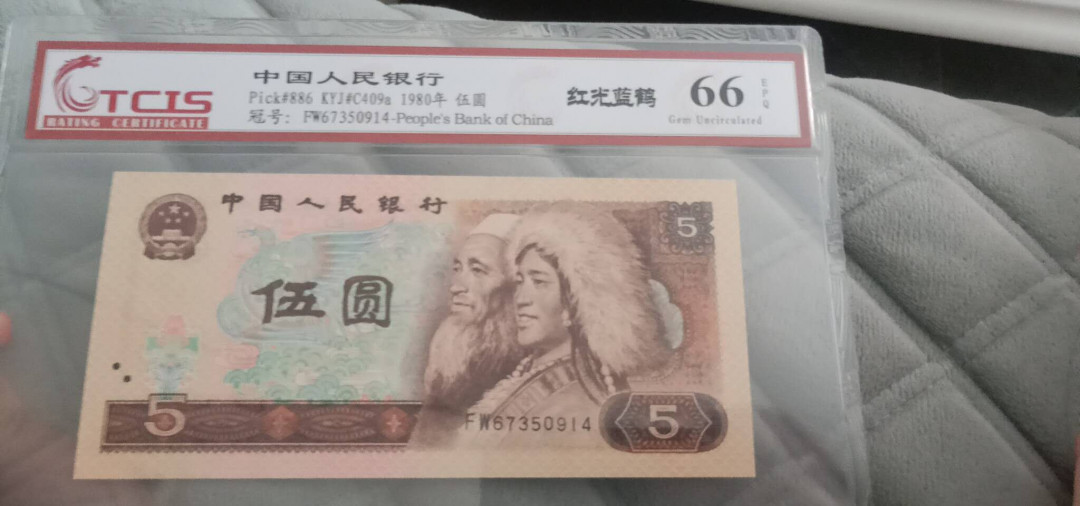 TCIS
RATING CERTIFICATE
中国人民银行
Pick#886 KYJ#C409a 1980年 伍圆
冠号: FW67350914-People's Bank of China
红光蓝鹤
66
EPQ
Gem Uncirculated
中国人民银行
5
伍圆
5
FW67350914
5